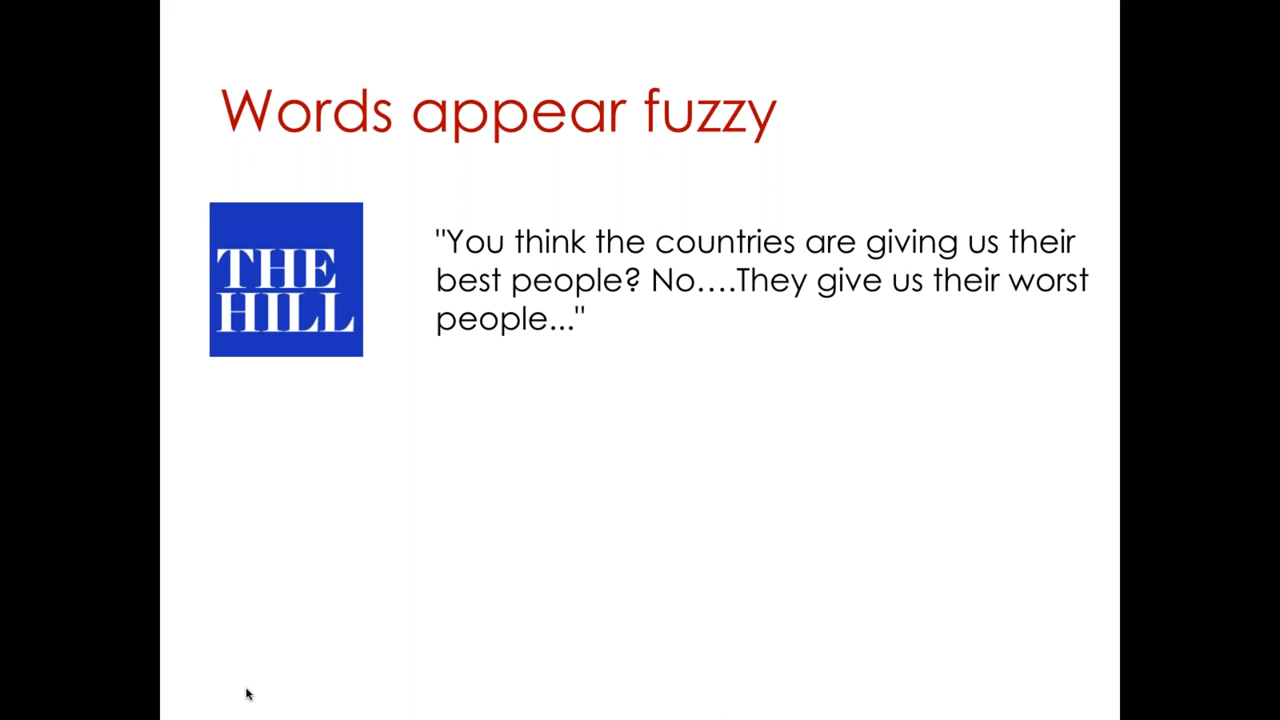 Words appear fuzzy
THE
HILL
"You think the countries are giving us their
best people? No....They give us their worst
people..."